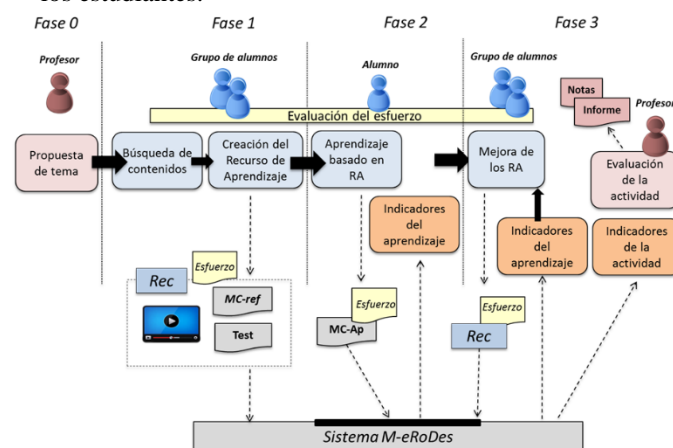 los estudiantes.
Fase 0
Fase 1
Fase 2
Fase 3
Profesor
Grupo de alumnos
Alumno
Grupo de alumnos
Notas
Informe
Profesor
Evaluación del esfuerzo
Propuesta
de tema
Búsqueda de
contenidos
Creación del
Recurso de
Aprendizaje
Aprendizaje
basado en
RA
Mejora de
los RA
Evaluación
de la
actividad
Indicadores
del
aprendizaje
Indicadores
del
aprendizaje
Indicadores
de la
actividad
Esfuerzo
Rec
MC-ref
Test
Esfuerzo
MC-Ap
Esfuerzo
Rec
Sistema M-eRoDes